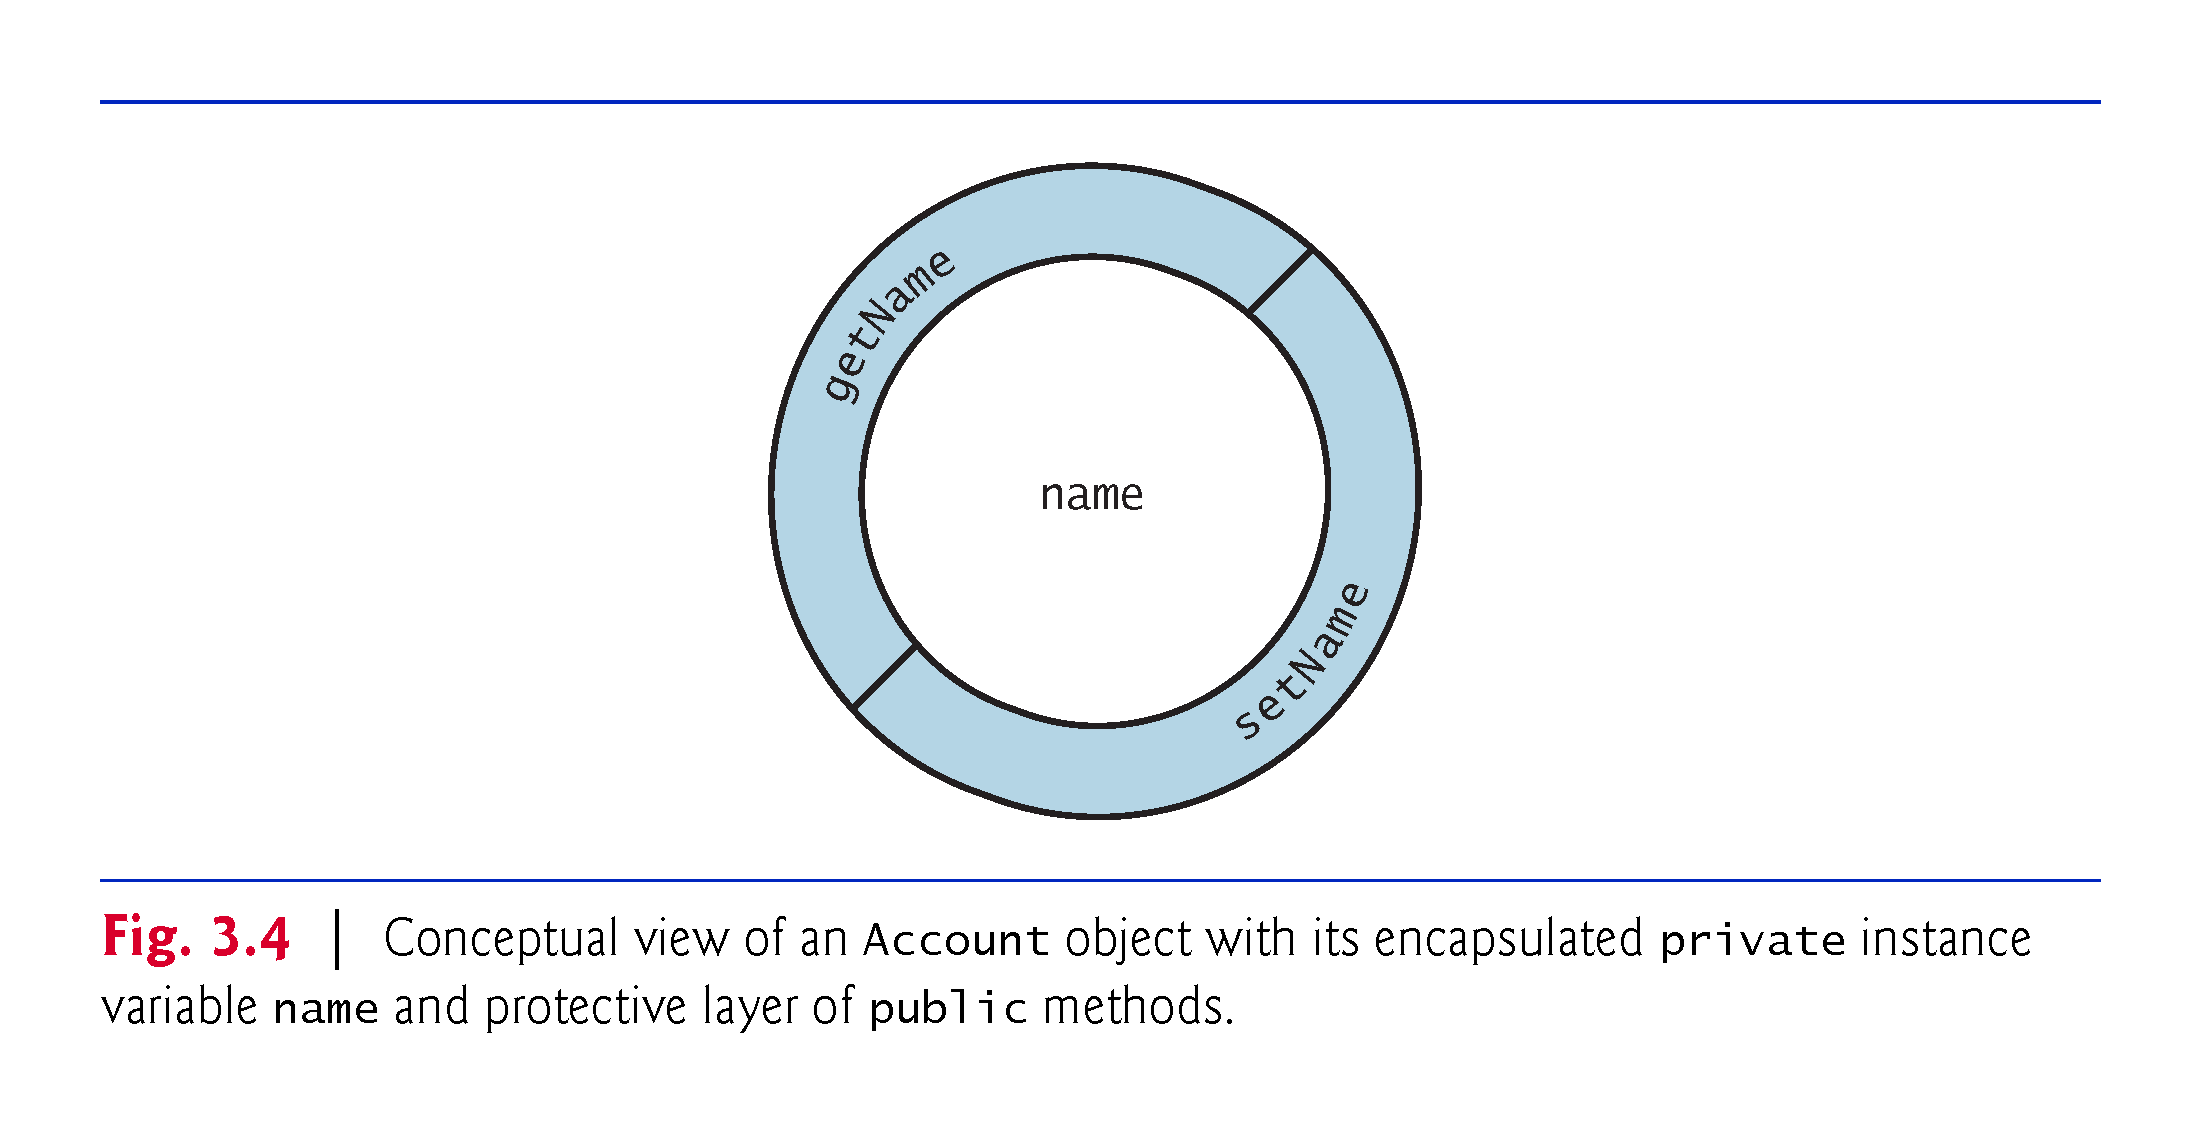 getName
name
setName
Fig. 3.4 | Conceptual view of an Account object with its encapsulated private instance
variable name and protective layer of public methods.